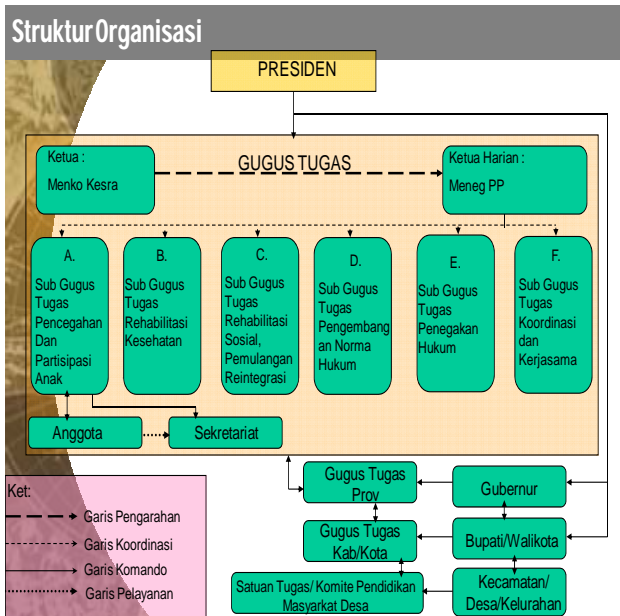 Struktur Organisasi
PRESIDEN
GUGUS TUGAS
Ketua :
Menko Kesra
Ketua Harian :
Meneg PP
A.
Sub Gugus
Tugas
Pencegahan
Dan
Partisipasi
Anak
B.
Sub Gugus
Tugas
Rehabilitasi
Kesehatan
C.
Sub Gugus
Tugas
Rehabilitasi
Sosial,
Pemulangan
Reintegrasi
D.
Sub Gugus
Tugas
Pengembang
an Norma
Hukum
E.
Sub Gugus
Tugas
Penegakan
Hukum
F.
Sub Gugus
Tugas
Koordinasi
dan
Kerjasama
Anggota
Sekretariat
Gugus Tugas
Prov
Gubernur
Gugus Tugas
Kab/Kota
Bupati/Walikota
Satuan Tugas/ Komite Pendidikan
Masyarkat Desa
Kecamatan/
Desa/Kelurahan
Ket:
Garis Pengarahan
Garis Koordinasi
Garis Komando
Garis Pelayanan